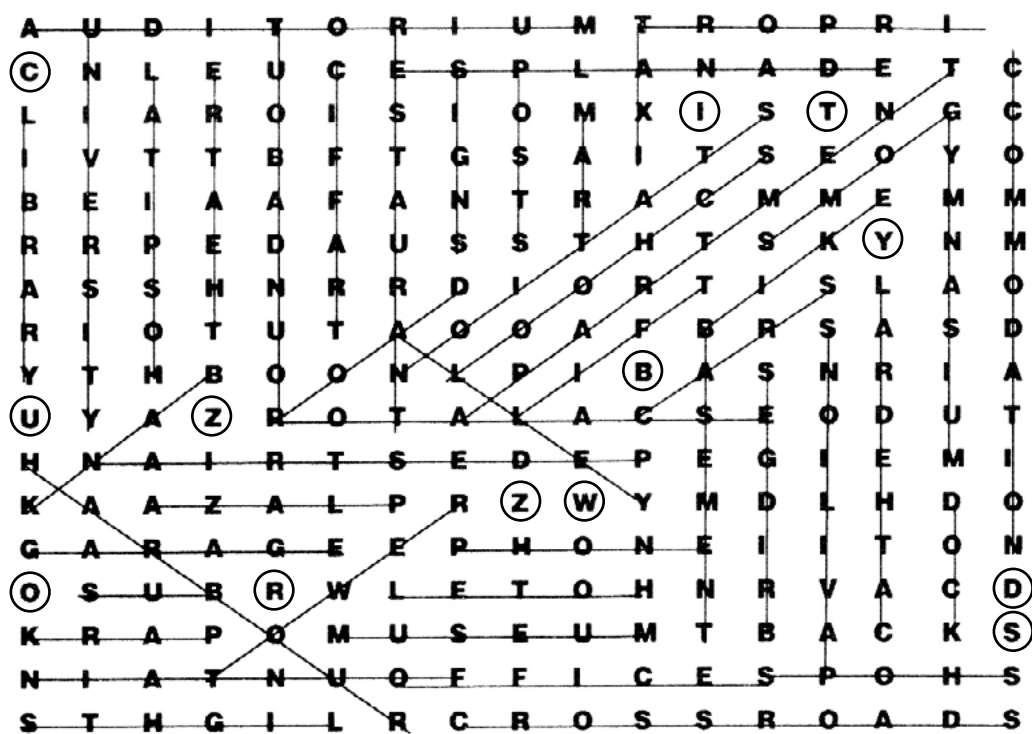 A U D I T O R I U M T R O P R I
C N L E U C E S P L A N A D E T C
L I A R O I S I O M X I S T N G C
I V T T B F T G S A I T S E O Y O
B E I A A F A N T R A C M M E M M
R R P E D A U S S T H T S K Y N M
A S S H N R R D I O R T I S L A O
R I O T U T A O O A F B R S A S D
Y T H B O O N L P I B A S N R I A
U Y A Z R O T A L A C S E O D U T
H N A I R T S E D E P E G I E M I
K A A Z A L P R Z W Y M D L H D O
G A R A G E E P H O N E I I T O N
O S U B R W L E T O H N R V A C D
K R A P O M U S E U M T B A C K S
N I A T N U O F F I C E S P O H S
S T H G I L R C R O S S R O A D S